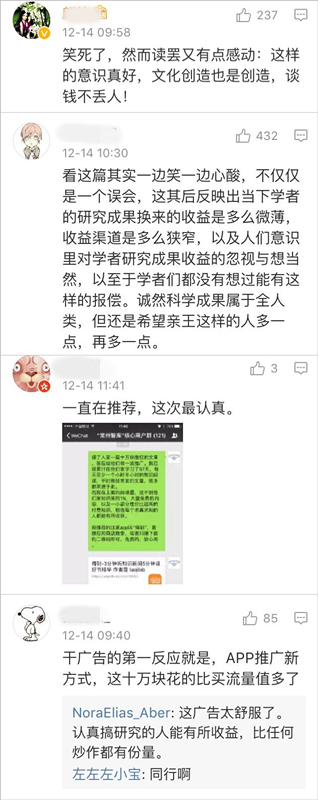 237
12-14 09:58
笑死了，然而读罢又有点感动：这样
的意识真好，文化创造也是创造，谈
钱不丢人！
432
12-14 10:30
看这篇其实一边笑一边心酸，不仅仅
是一个误会，这其后反映出当下学者
的研究成果换来的收益是多么微薄，
收益渠道是多么狭窄，以及人们意识
里对学者研究成果收益的忽视与想当
然，以至于学者们都没有想过能有这
样的报偿。诚然科学成果属于全人
类，但还是希望亲王这样的人多一
点，再多一点。
3
12-14 11:41
一直在推荐，这次最认真。
WeChat
核心用户群 (121)
85
12-14 09:40
干广告的第一反应就是，APP推广新
方式，这十万块花的比买流量值多了
NoraElias_Aber: 这广告太舒服了。
认真搞研究的人能有所收益，比任何
炒作都有份量。
左左左小宝: 同行啊